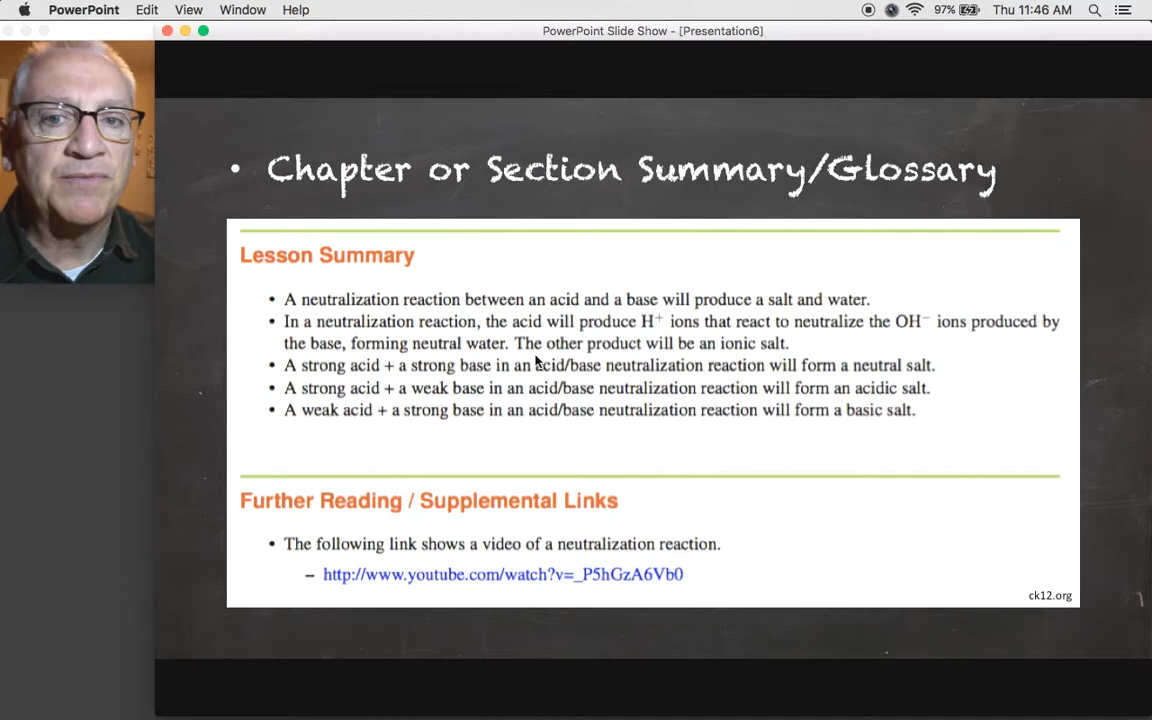 PowerPoint Edit View Window Help 97% Thu 11:46 AM
PowerPoint Slide Show - [Presentation6]
• Chapter or Section Summary/Glossary
Lesson Summary
• A neutralization reaction between an acid and a base will produce a salt and water.
• In a neutralization reaction, the acid will produce H⁺ ions that react to neutralize the OH⁻ ions produced by
the base, forming neutral water. The other product will be an ionic salt.
• A strong acid + a strong base in an acid/base neutralization reaction will form a neutral salt.
• A strong acid + a weak base in an acid/base neutralization reaction will form an acidic salt.
• A weak acid + a strong base in an acid/base neutralization reaction will form a basic salt.
Further Reading / Supplemental Links
• The following link shows a video of a neutralization reaction.
– http://www.youtube.com/watch?v=_P5hGzA6Vb0
ck12.org